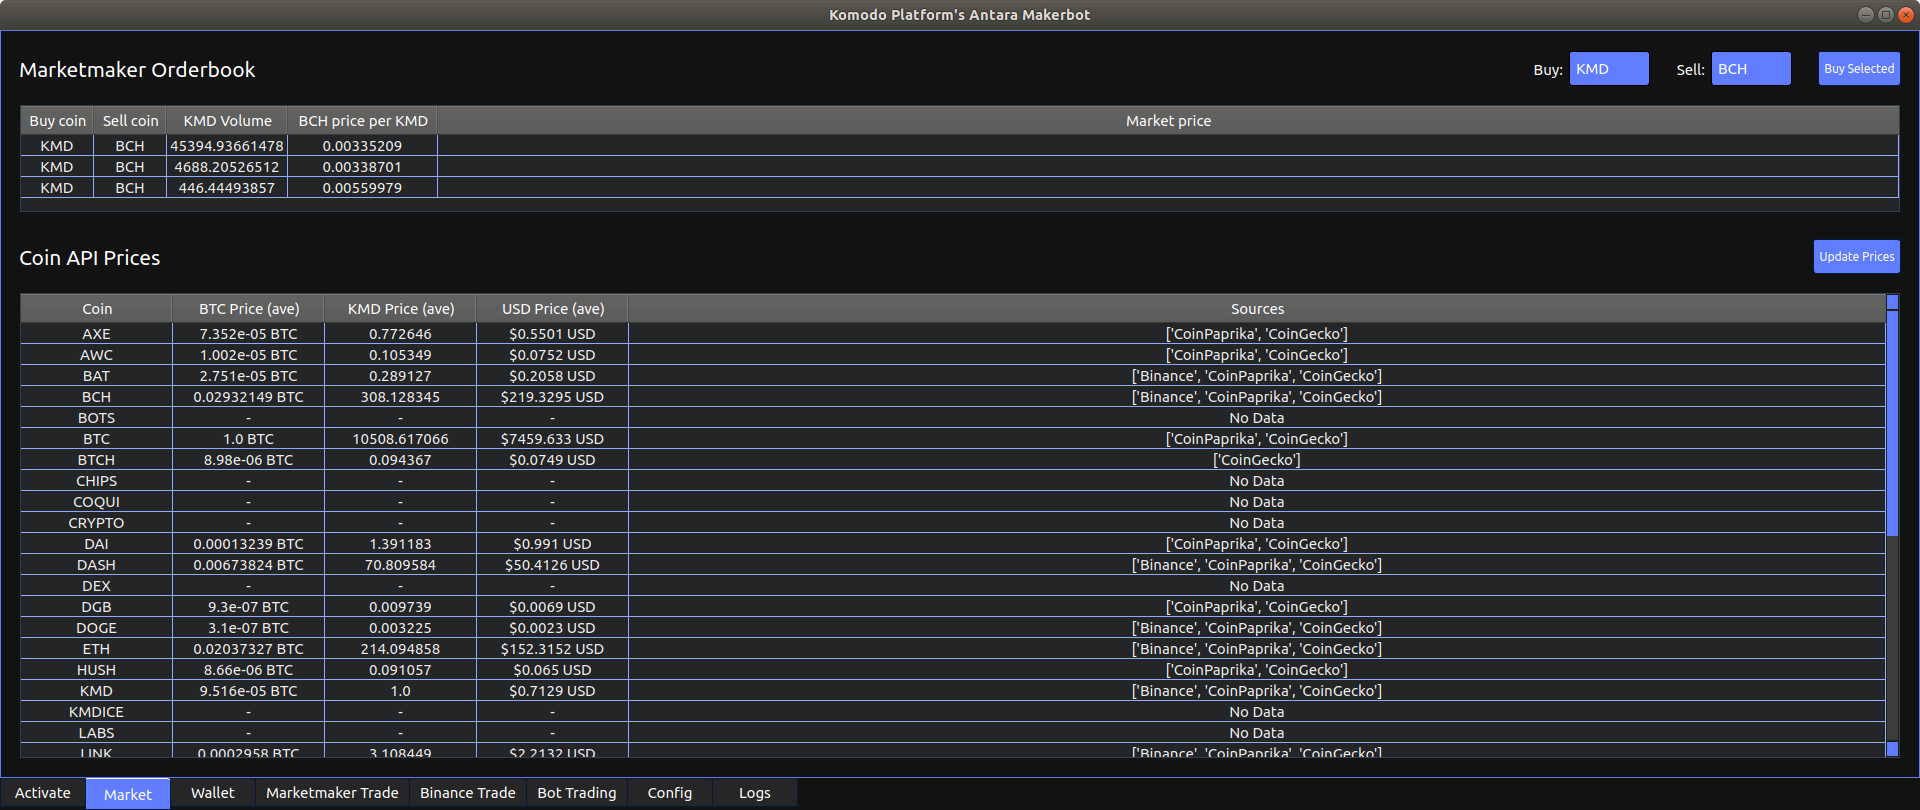 Komodo Platform's Antara Makerbot
Marketmaker Orderbook Buy: KMD Sell: BCH Buy Selected
Buy coin Sell coin KMD Volume BCH price per KMD Market price
KMD BCH 45394.93661478 0.00335209
KMD BCH 4688.20526512 0.00338701
KMD BCH 446.44493857 0.00559979
Coin API Prices Update Prices
Coin BTC Price (ave) KMD Price (ave) USD Price (ave) Sources
AXE 7.352e-05 BTC 0.772646 $0.5501 USD ['CoinPaprika', 'CoinGecko']
AWC 1.002e-05 BTC 0.105349 $0.0752 USD ['CoinPaprika', 'CoinGecko']
BAT 2.751e-05 BTC 0.289127 $0.2058 USD ['Binance', 'CoinPaprika', 'CoinGecko']
BCH 0.02932149 BTC 308.128345 $219.3295 USD ['Binance', 'CoinPaprika', 'CoinGecko']
BOTS - - - No Data
BTC 1.0 BTC 10508.617066 $7459.633 USD ['CoinPaprika', 'CoinGecko']
BTCH 8.98e-06 BTC 0.094367 $0.0749 USD ['CoinGecko']
CHIPS - - - No Data
COQUI - - - No Data
CRYPTO - - - No Data
DAI 0.00013239 BTC 1.391183 $0.991 USD ['CoinPaprika', 'CoinGecko']
DASH 0.00673824 BTC 70.809584 $50.4126 USD ['Binance', 'CoinPaprika', 'CoinGecko']
DEX - - - No Data
DGB 9.3e-07 BTC 0.009739 $0.0069 USD ['CoinPaprika', 'CoinGecko']
DOGE 3.1e-07 BTC 0.003225 $0.0023 USD ['Binance', 'CoinPaprika', 'CoinGecko']
ETH 0.02037327 BTC 214.094858 $152.3152 USD ['Binance', 'CoinPaprika', 'CoinGecko']
HUSH 8.66e-06 BTC 0.091057 $0.065 USD ['CoinPaprika', 'CoinGecko']
KMD 9.516e-05 BTC 1.0 $0.7129 USD ['Binance', 'CoinPaprika', 'CoinGecko']
KMDICE - - - No Data
LABS - - - No Data
LINK 0.0002958 BTC 3.108449 $2.2132 USD ['Binance', 'CoinPaprika', 'CoinGecko']
Activate Market Wallet Marketmaker Trade Binance Trade Bot Trading Config Logs